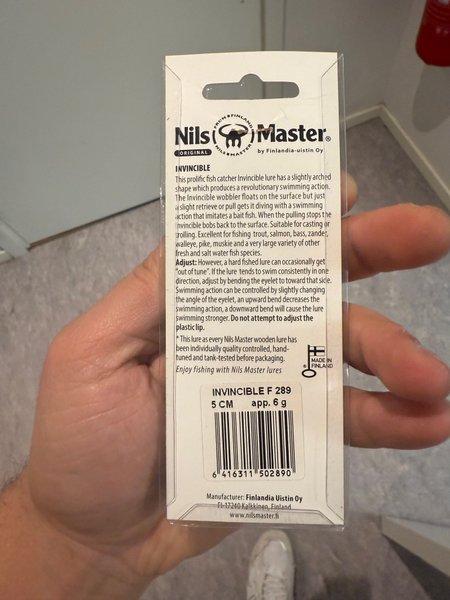 FROM FINLAND
Nils Master®
NILS MASTER
ORIGINAL by Finlandia-uistin Oy
INVINCIBLE
This prolific fish catcher Invincible lure has a slightly arched
shape which produces a revolutionary swimming action.
The Invincible wobbler floats on the surface but just
a slight retrieve or pull gets it diving with a swimming
action that imitates a bait fish. When the pulling stops the
invincible bobs back to the surface. Suitable for casting or
trolling. Excellent for fishing trout, salmon, bass, zander,
walleye, pike, muskie and a very large variety of other
fresh and salt water fish species.
Adjust: However, a hard fished lure can occasionally get
"out of tune". If the lure tends to swim consistently in one
direction, adjust by bending the eyelet to toward that side.
Swimming action can be controlled by slightly changing
the angle of the eyelet, an upward bend decreases the
swimming action, a downward bend will cause the lure
swimming stronger. Do not attempt to adjust the
plastic lip.
* This lure as every Nils Master wooden lure has
been individually quality controlled, hand-
tuned and tank-tested before packaging.
Enjoy fishing with Nils Master lures
MADE IN
FINLAND
INVINCIBLE F 289
5 CM app. 6 g
6 416311 502890
Manufacturer: Finlandia Uistin Oy
FI-17240 Kalkkinen, Finland
www.nilsmaster.fi